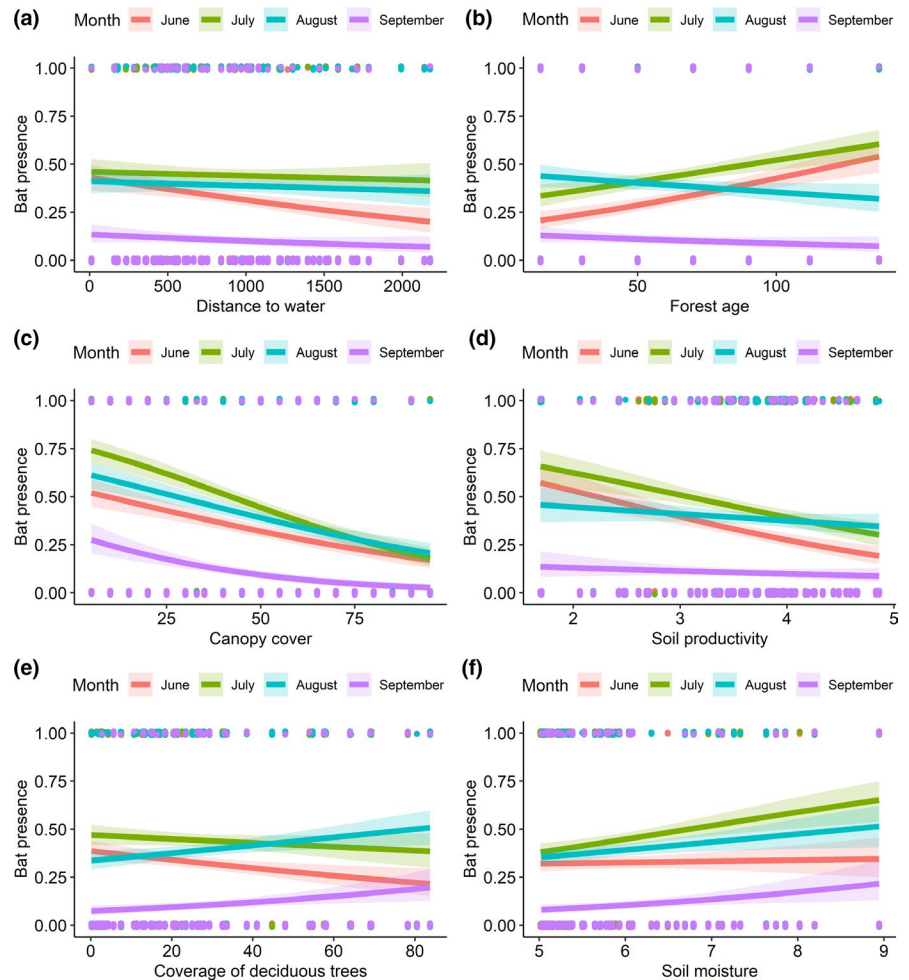 (a) Month June July August September
1.00
0.75
0.50
0.25
0.00
Bat presence
0 500 1000 1500 2000
Distance to water
(b) Month June July August September
1.00
0.75
0.50
0.25
0.00
Bat presence
50 100
Forest age
(c) Month June July August September
1.00
0.75
0.50
0.25
0.00
Bat presence
25 50 75
Canopy cover
(d) Month June July August September
1.00
0.75
0.50
0.25
0.00
Bat presence
2 3 4 5
Soil productivity
(e) Month June July August September
1.00
0.75
0.50
0.25
0.00
Bat presence
0 20 40 60 80
Coverage of deciduous trees
(f) Month June July August September
1.00
0.75
0.50
0.25
0.00
Bat presence
5 6 7 8 9
Soil moisture